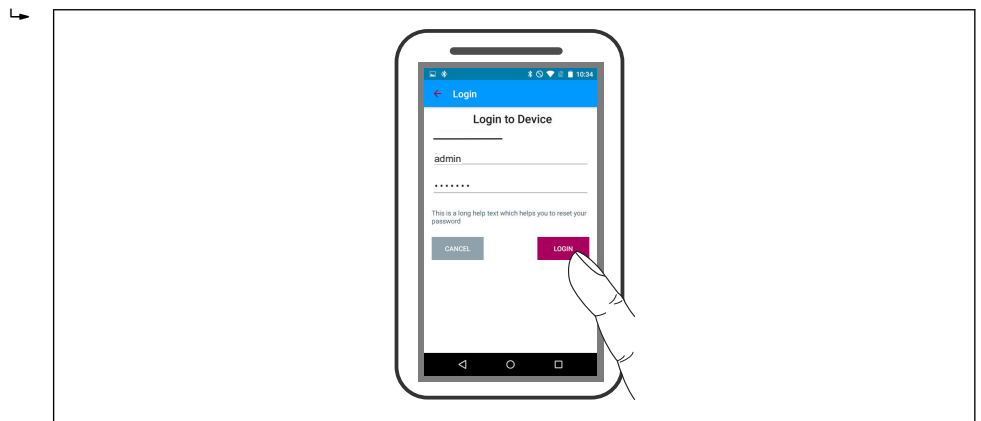 10:34
Login
Login to Device
admin
•••••••
This is a long help text which helps you to reset your
password
CANCEL LOGIN